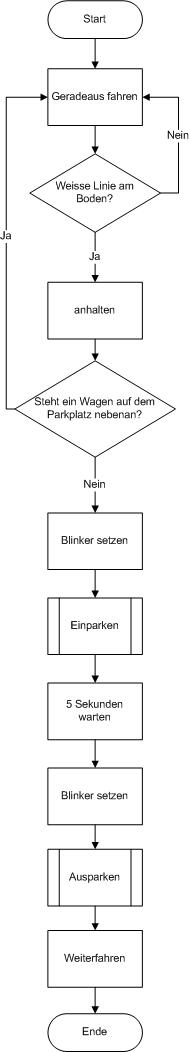 Start
Geradeaus fahren
Nein
Weisse Linie am
Boden?
Ja
Ja
anhalten
Steht ein Wagen auf dem
Parkplatz nebenan?
Nein
Blinker setzen
Einparken
5 Sekunden
warten
Blinker setzen
Ausparken
Weiterfahren
Ende